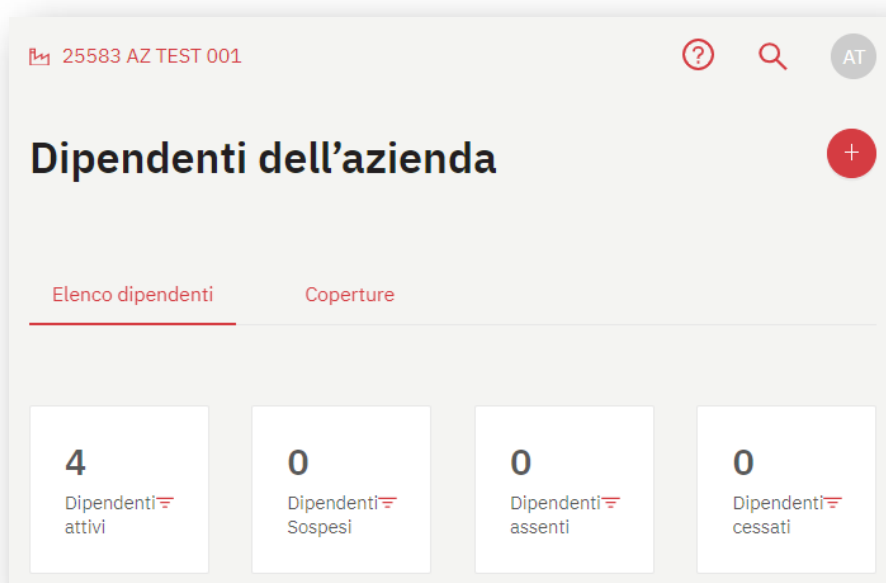 25583 AZ TEST 001
AT
Dipendenti dell’azienda
Elenco dipendenti
Coperture
4
Dipendenti
attivi
0
Dipendenti
Sospesi
0
Dipendenti
assenti
0
Dipendenti
cessati